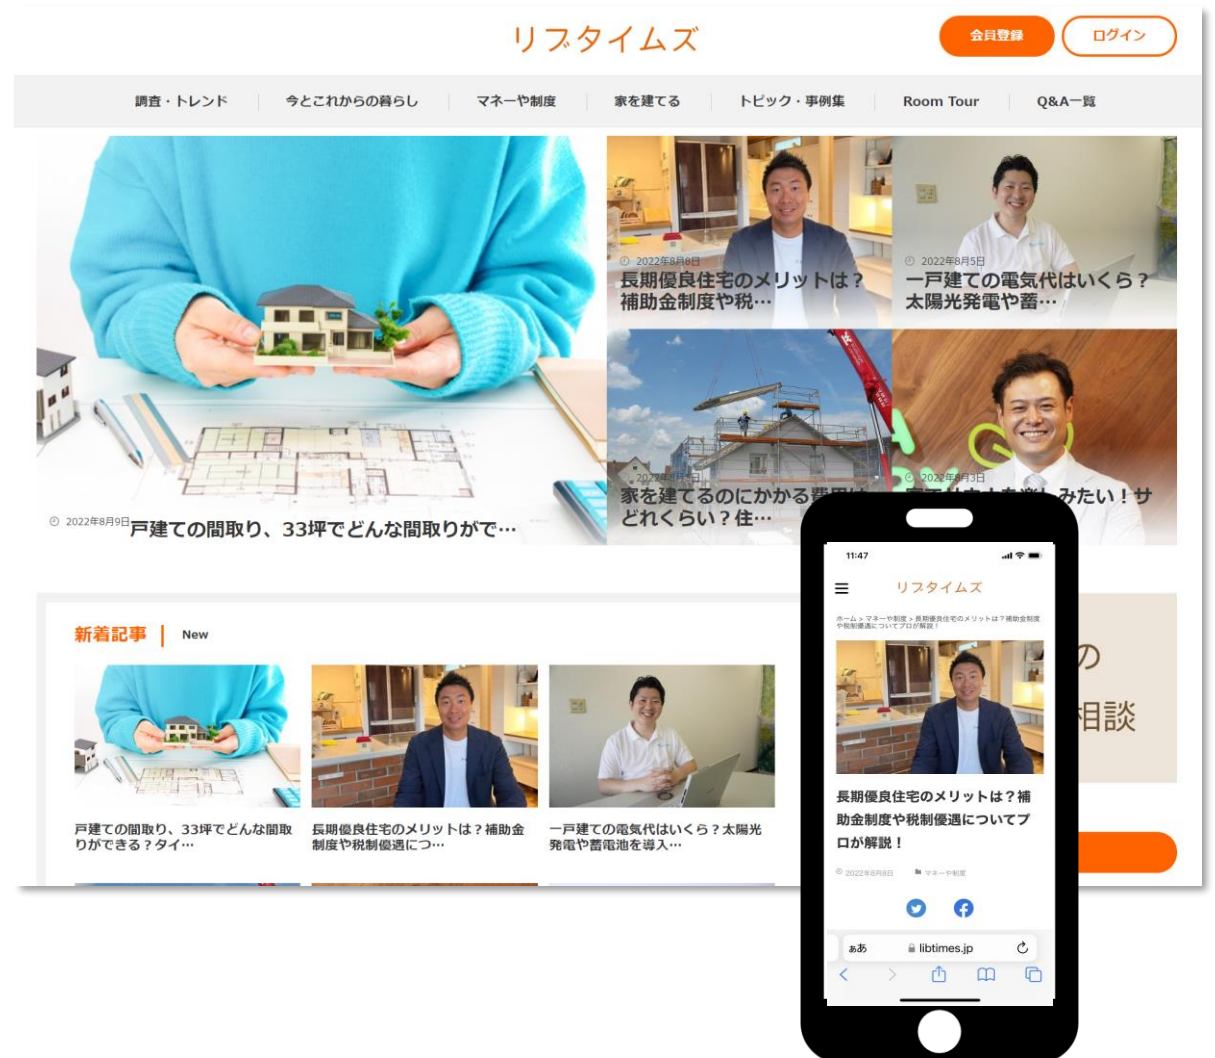 リブタイムズ
会員登録
ログイン
調査・トレンド
今とこれからの暮らし
マネーや制度
家を建てる
トピック・事例集
Room Tour
Q&A一覧
2022年8月9日
戸建ての間取り、33坪でどんな間取りがで…
2022年8月8日
長期優良住宅のメリットは？
補助金制度や税…
2022年8月5日
一戸建ての電気代はいくら？
太陽光発電や蓄…
家を建てるのにかかる費用は
どれくらい？住…
2022年8月3日
みたい！サ
新着記事
New
戸建ての間取り、33坪でどんな間取
りができる？タイ…
長期優良住宅のメリットは？補助金
制度や税制優遇につ…
一戸建ての電気代はいくら？太陽光
発電や蓄電池を導入…
の
相談
11:47
リブタイムズ
ホーム > マネーや制度 > 長期優良住宅のメリットは？補助金制度
や税制優遇についてプロが解説！
長期優良住宅のメリットは？補
助金制度や税制優遇についてプ
ロが解説！
2022年8月8日
マネーや制度
ぁあ
libtimes.jp